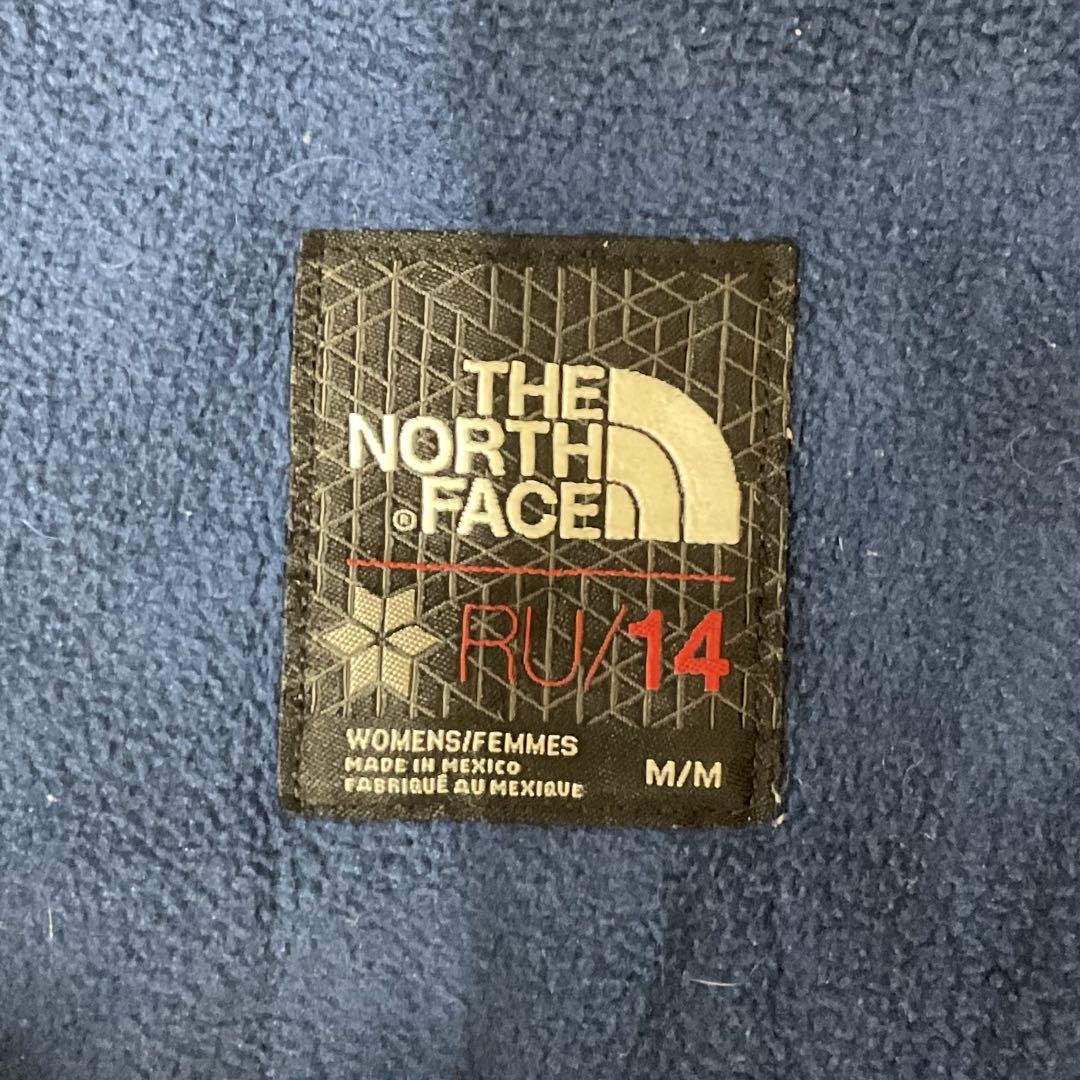 THE
NORTH
®FACE
RU/14
WOMENS/FEMMES
MADE IN MEXICO
FABRIQUÉ AU MEXIQUE
M/M